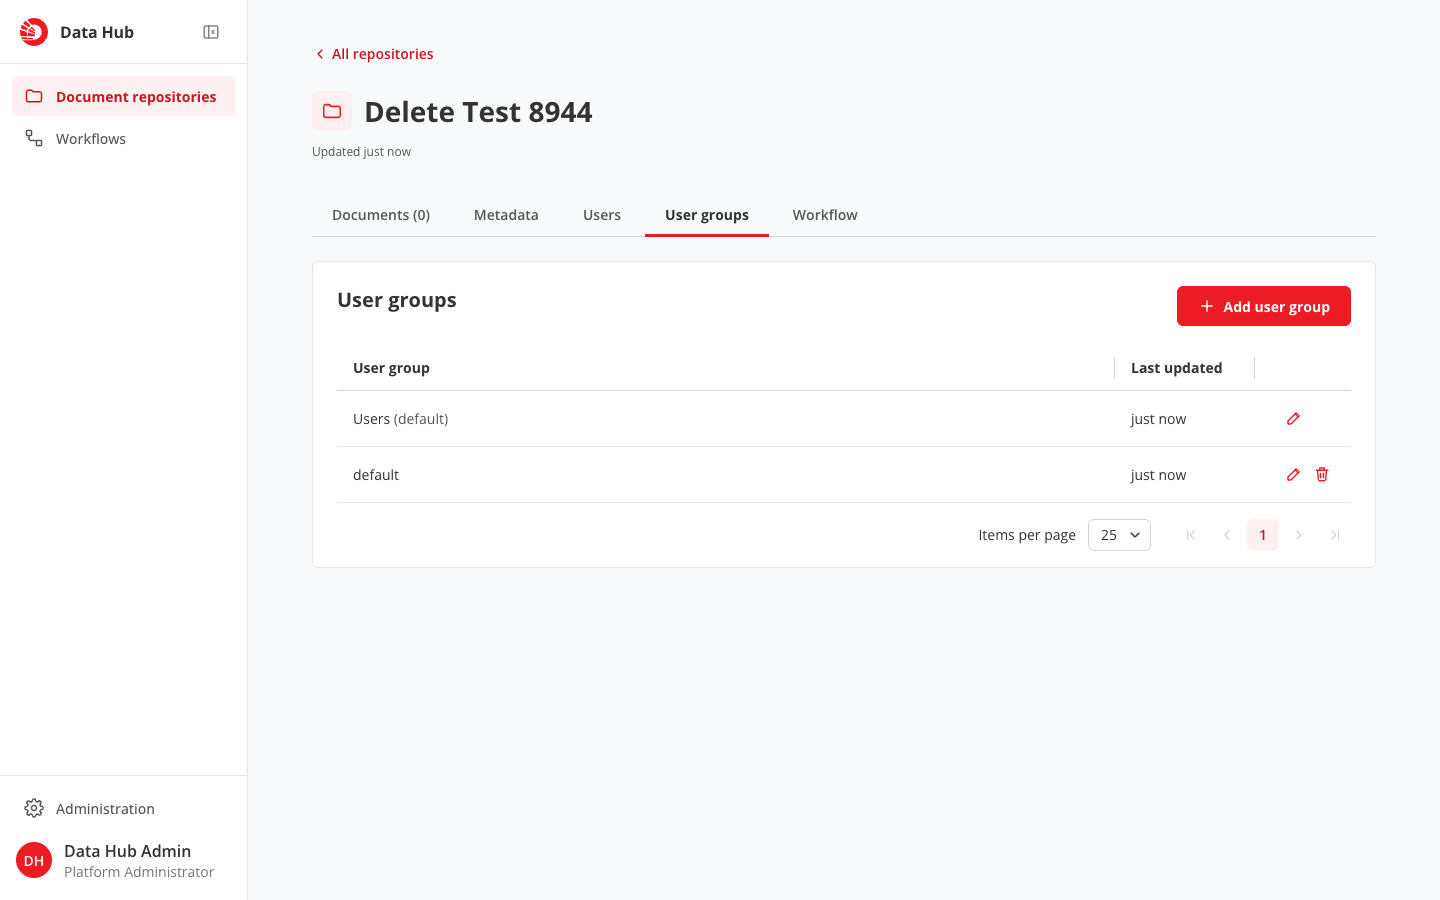 Data Hub
Document repositories
Workflows
All repositories
Delete Test 8944
Updated just now
Documents (0)
Metadata
Users
User groups
Workflow
User groups
Add user group
User group
Last updated
Users (default)
just now
default
just now
Items per page
25
1
Administration
DH
Data Hub Admin
Platform Administrator